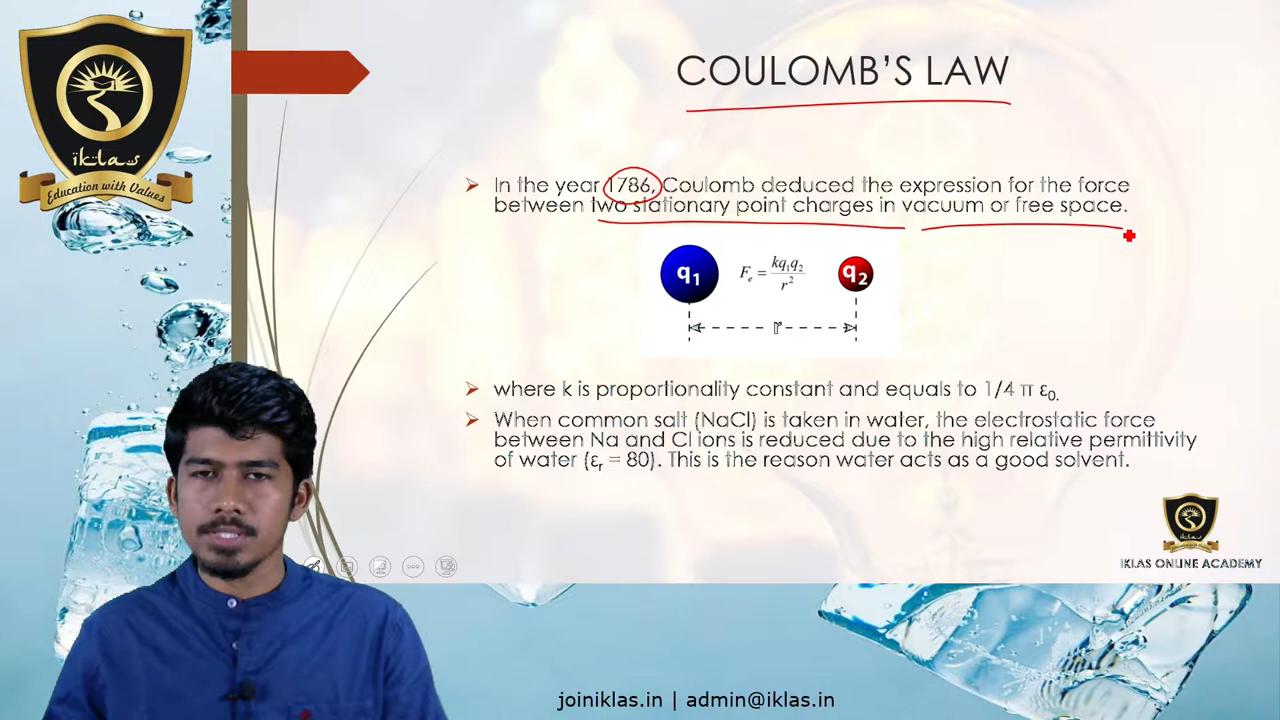 iklas
Education with Values
COULOMB'S LAW
In the year 1786, Coulomb deduced the expression for the force
between two stationary point charges in vacuum or free space.
q1 Fe = kq1q2 / r² q2
r
where k is proportionality constant and equals to 1/4 π ε0.
When common salt (NaCl) is taken in water, the electrostatic force
between Na and Cl ions is reduced due to the high relative permittivity
of water (εr = 80). This is the reason water acts as a good solvent.
IKLAS ONLINE ACADEMY
joiniklas.in | admin@iklas.in